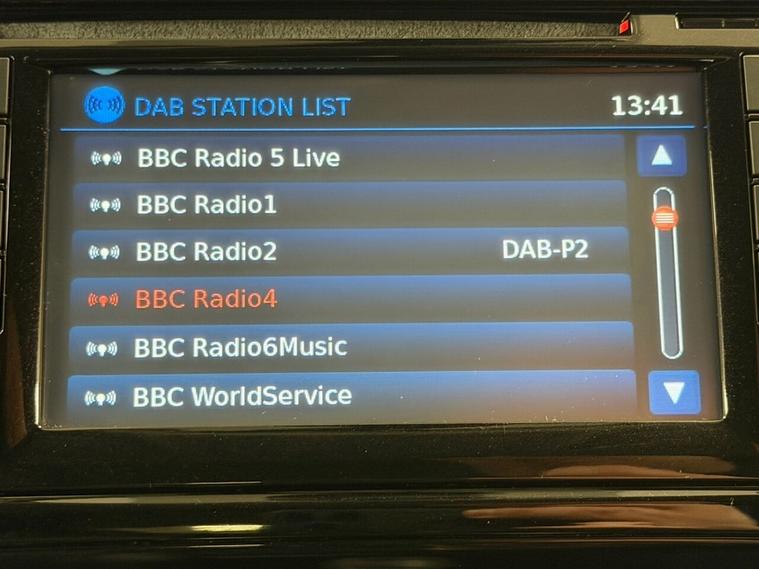 DAB STATION LIST 13:41
BBC Radio 5 Live
BBC Radio1
BBC Radio2 DAB-P2
BBC Radio4
BBC Radio6Music
BBC WorldService